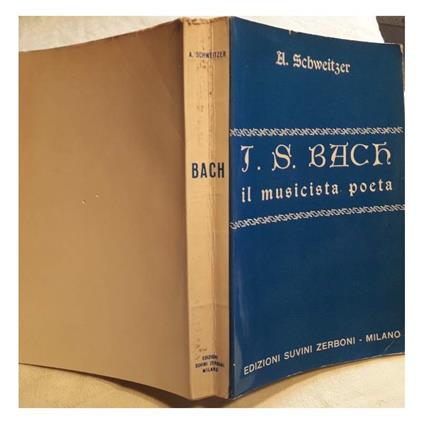 A. SCHWEITZER
BACH
EDIZIONI
SUVINI ZERBONI
MILANO
A. Schweitzer
J. S. BACH
il musicista poeta
EDIZIONI SUVINI ZERBONI - MILANO